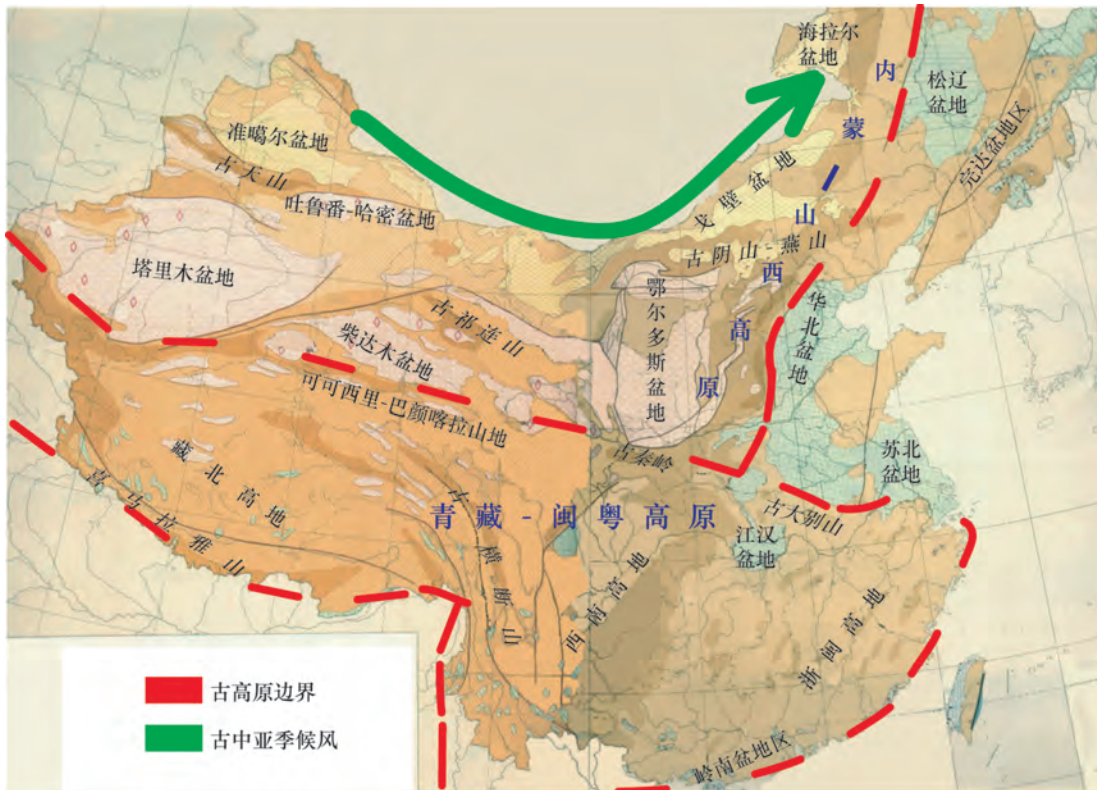 海拉尔
盆地
松辽
盆地
完达盆地区
内蒙-山西高原
准噶尔盆地
古天山
吐鲁番-哈密盆地
戈壁盆地
古阴山-燕山
塔里木盆地
鄂尔多斯盆地
华北盆地
古祁连山
柴达木盆地
可可西里-巴颜喀拉山地
古秦岭
苏北
盆地
藏北高地
青藏-闽粤高原
古大别山
江汉
盆地
喜马拉雅山
古横断山
西南高地
浙闽高地
古高原边界
古中亚季候风
岭南盆地区